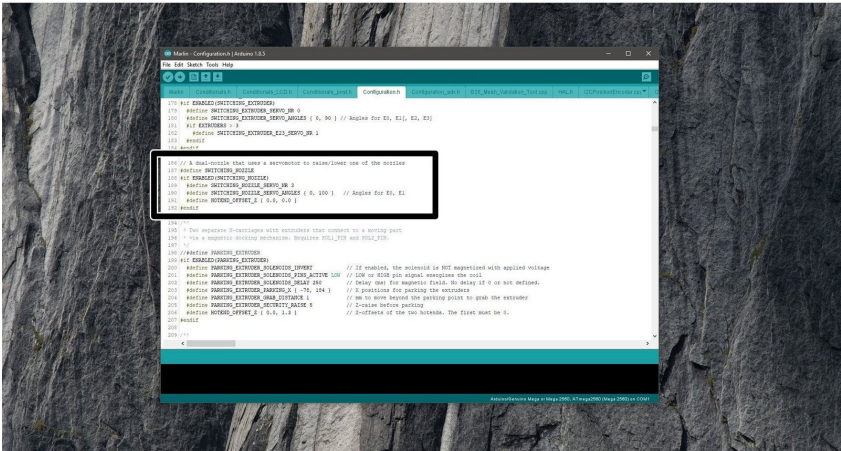 Marlin - Configuration.h | Arduino 1.8.5
File Edit Sketch Tools Help
Marlin Conditionals.h Conditionals_LCD.h Conditionals_post.h Configuration.h Configuration_adv.h G26_Mesh_Validation_Tool.cpp HAL.h I2CPositionEncoder.cpp
178 #if ENABLED(SWITCHING_EXTRUDER)
179 #define SWITCHING_EXTRUDER_SERVO_NR 0
180 #define SWITCHING_EXTRUDER_SERVO_ANGLES { 0, 90 } // Angles for E0, E1[, E2, E3]
181 #if EXTRUDERS > 3
182 #define SWITCHING_EXTRUDER_E23_SERVO_NR 1
183 #endif
184 #endif
186 // A dual-nozzle that uses a servomotor to raise/lower one of the nozzles
187 #define SWITCHING_NOZZLE
188 #if ENABLED(SWITCHING_NOZZLE)
189 #define SWITCHING_NOZZLE_SERVO_NR 3
190 #define SWITCHING_NOZZLE_SERVO_ANGLES { 0, 100 } // Angles for E0, E1
191 #define HOTEND_OFFSET_Z { 0.0, 0.0 }
192 #endif
194 /**
195 * Two separate X-carriages with extruders that connect to a moving part
196 * via a magnetic docking mechanism. Requires SOL1_PIN and SOL2_PIN.
197 */
198 //#define PARKING_EXTRUDER
199 #if ENABLED(PARKING_EXTRUDER)
200 #define PARKING_EXTRUDER_SOLENOIDS_INVERT // If enabled, the solenoid is NOT magnetized with applied voltage
201 #define PARKING_EXTRUDER_SOLENOIDS_PINS_ACTIVE LOW // LOW or HIGH pin signal energizes the coil
202 #define PARKING_EXTRUDER_SOLENOIDS_DELAY 250 // Delay (ms) for magnetic field. No delay if 0 or not defined.
203 #define PARKING_EXTRUDER_PARKING_X { -78, 184 } // X positions for parking the extruders
204 #define PARKING_EXTRUDER_GRAB_DISTANCE 1 // mm to move beyond the parking point to grab the extruder
205 #define PARKING_EXTRUDER_SECURITY_RAISE 5 // Z-raise before parking
206 #define HOTEND_OFFSET_Z { 0.0, 1.3 } // Z-offsets of the two hotends. The first must be 0.
207 #endif
208
209 /**
Arduino/Genuino Mega or Mega 2560, ATmega2560 (Mega 2560) on COM1